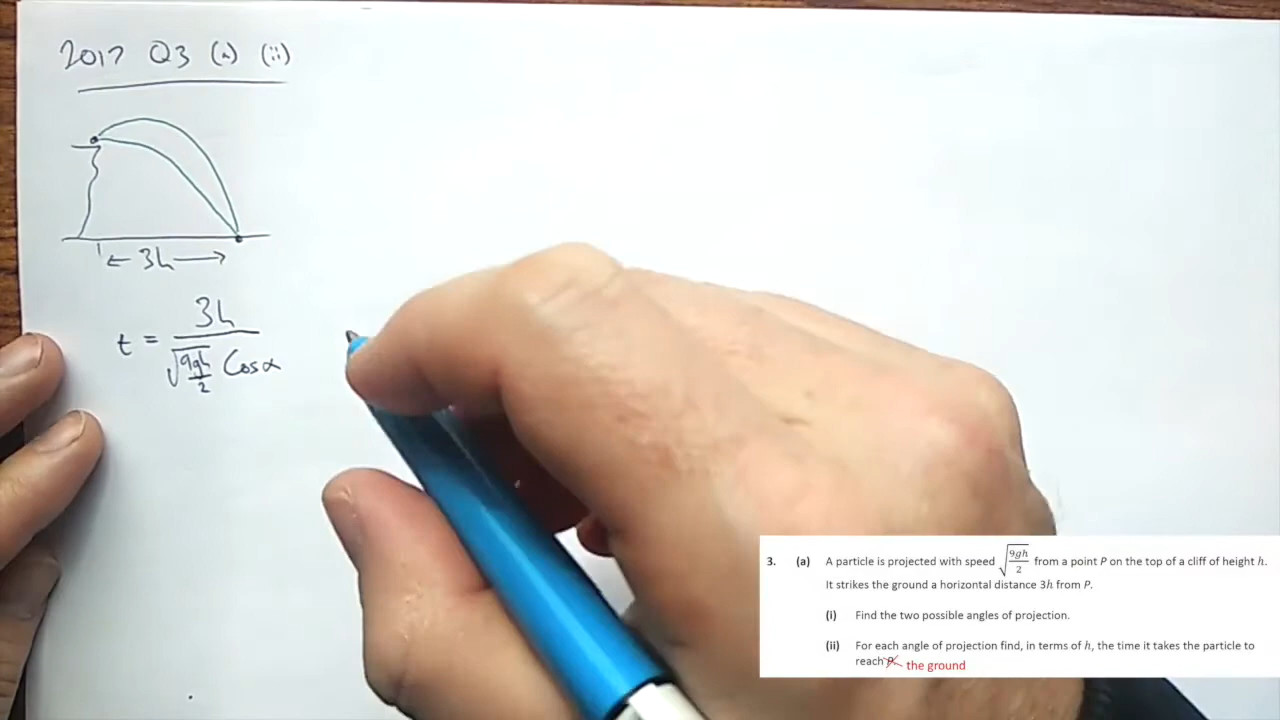 2017 Q3 (a) (ii)
← 3h →
t = 3h / √(9gh/2) Cosα
3. (a) A particle is projected with speed √(9gh/2) from a point P on the top of a cliff of height h.
It strikes the ground a horizontal distance 3h from P.
(i) Find the two possible angles of projection.
(ii) For each angle of projection find, in terms of h, the time it takes the particle to
reach the ground